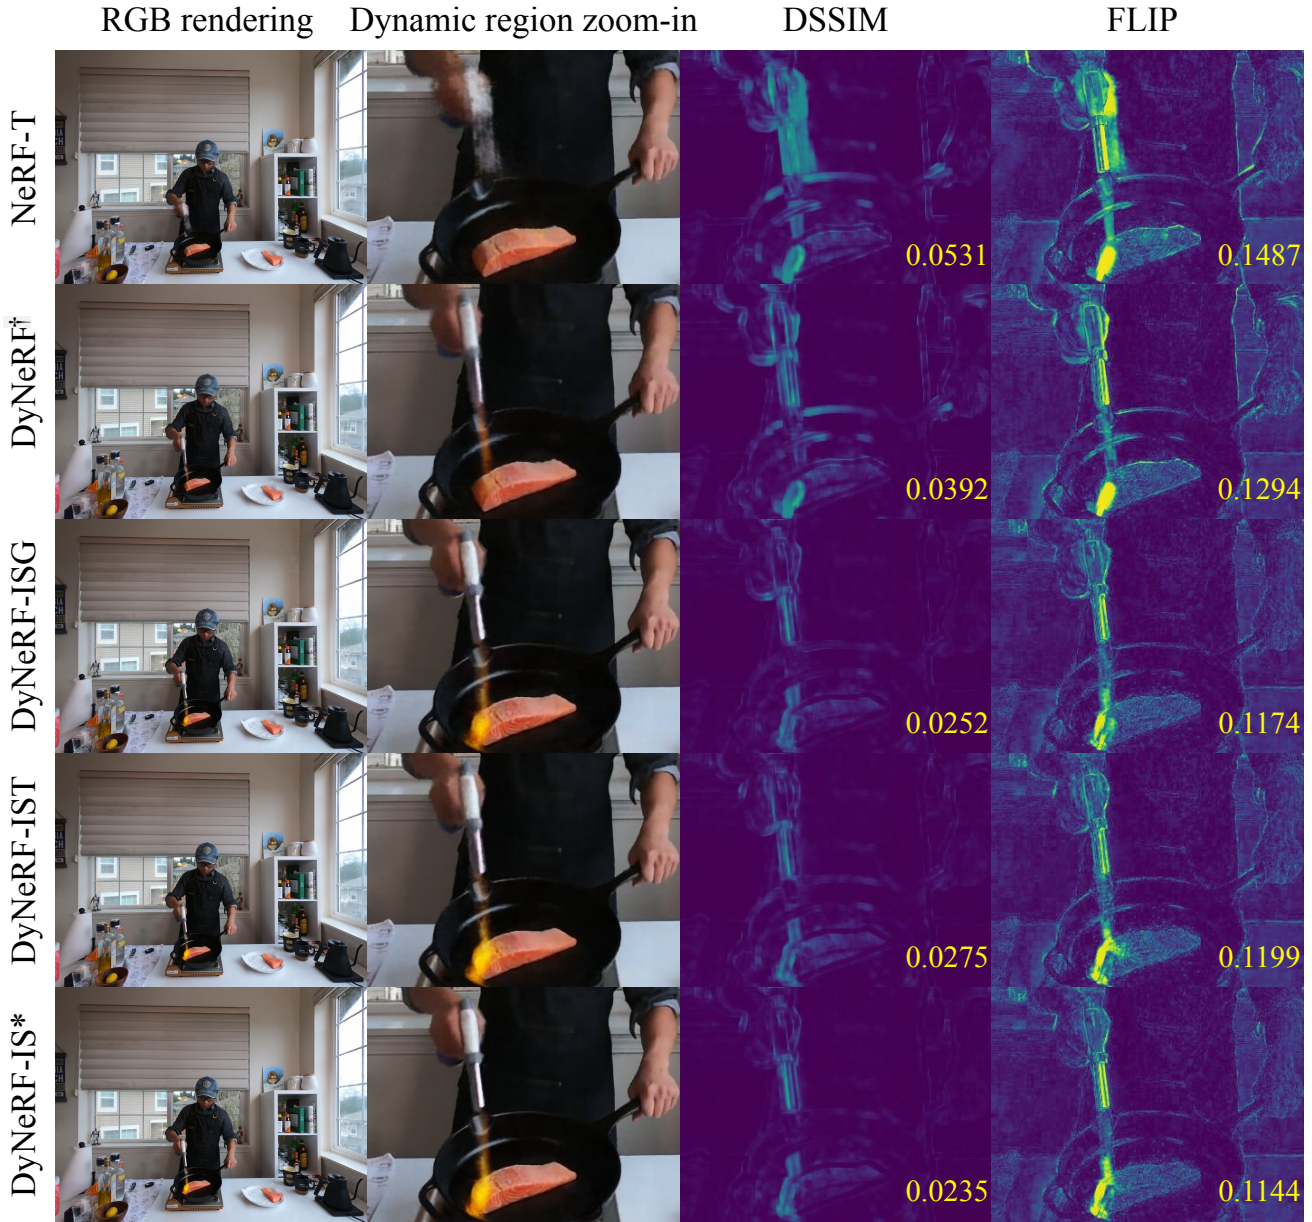 RGB rendering Dynamic region zoom-in DSSIM FLIP
NeRF-T 0.0531 0.1487
DyNeRF† 0.0392 0.1294
DyNeRF-ISG 0.0252 0.1174
DyNeRF-IST 0.0275 0.1199
DyNeRF-IS* 0.0235 0.1144